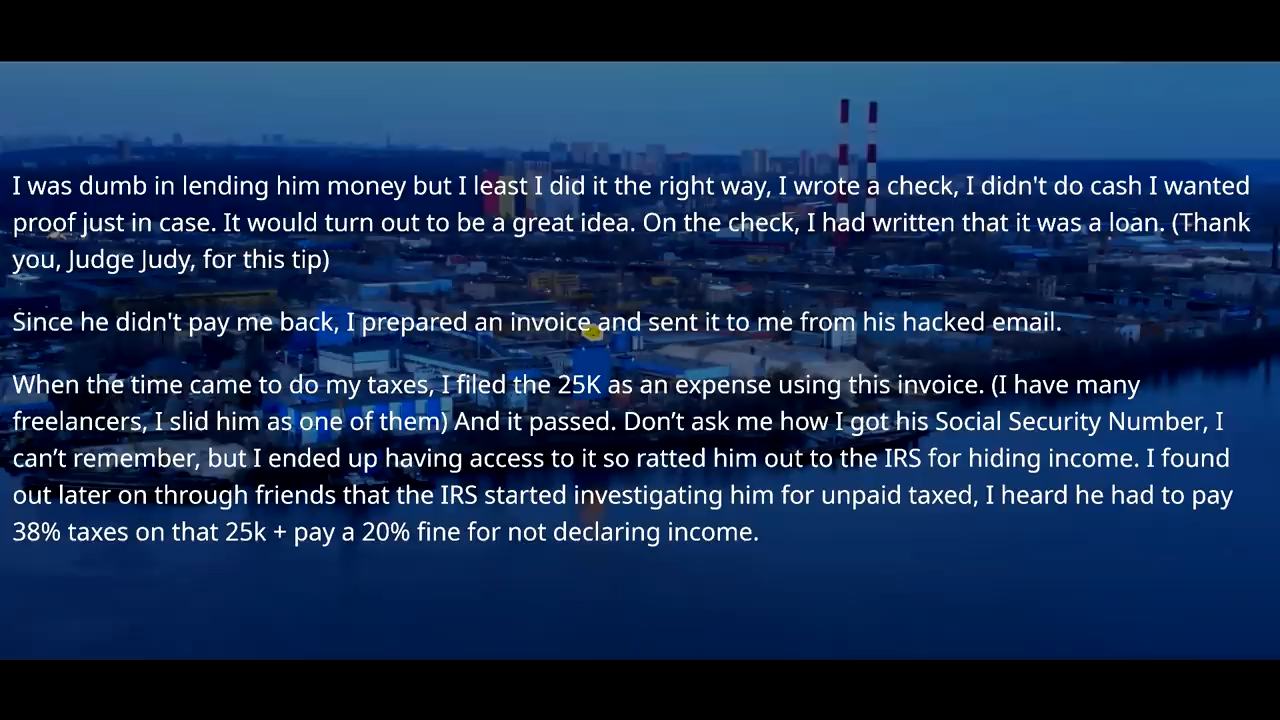 I was dumb in lending him money but I least I did it the right way, I wrote a check, I didn't do cash I wanted
proof just in case. It would turn out to be a great idea. On the check, I had written that it was a loan. (Thank
you, Judge Judy, for this tip)
Since he didn't pay me back, I prepared an invoice and sent it to me from his hacked email.
When the time came to do my taxes, I filed the 25K as an expense using this invoice. (I have many
freelancers, I slid him as one of them) And it passed. Don’t ask me how I got his Social Security Number, I
can’t remember, but I ended up having access to it so ratted him out to the IRS for hiding income. I found
out later on through friends that the IRS started investigating him for unpaid taxed, I heard he had to pay
38% taxes on that 25k + pay a 20% fine for not declaring income.